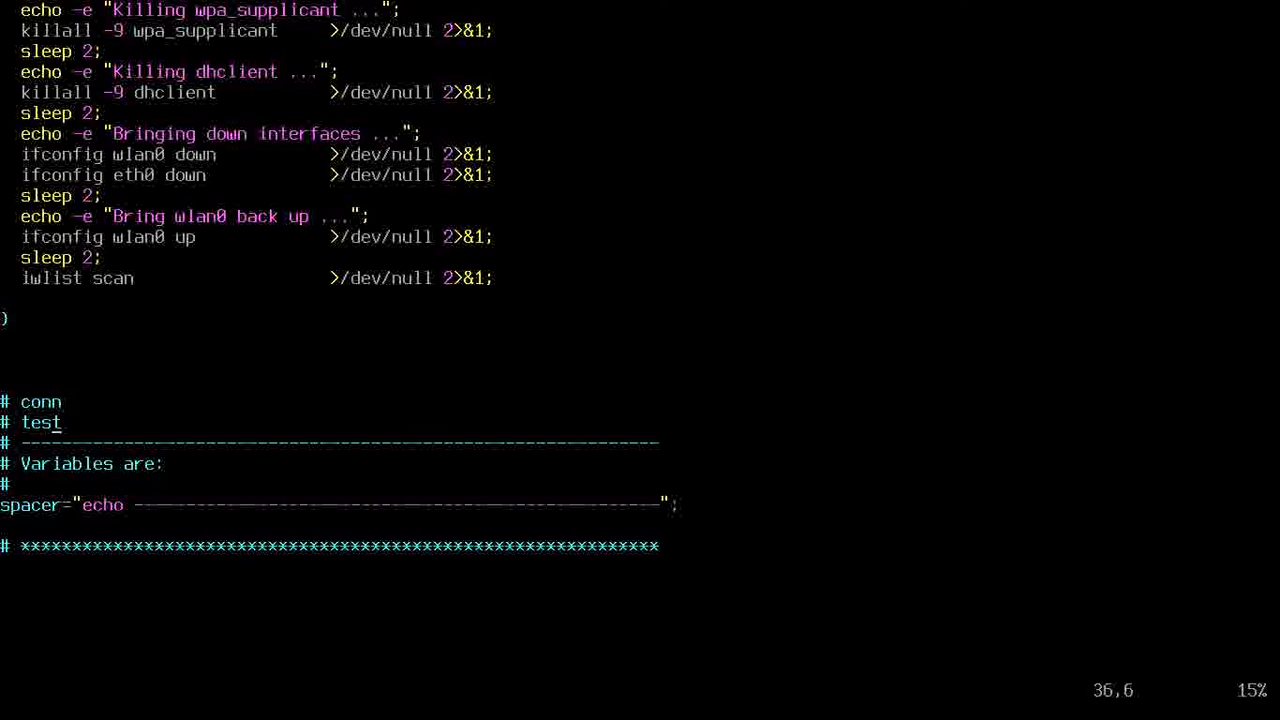 echo -e "Killing wpa_supplicant ...";
killall -9 wpa_supplicant >/dev/null 2>&1;
sleep 2;
echo -e "Killing dhclient ...";
killall -9 dhclient >/dev/null 2>&1;
sleep 2;
echo -e "Bringing down interfaces ...";
ifconfig wlan0 down >/dev/null 2>&1;
ifconfig eth0 down >/dev/null 2>&1;
sleep 2;
echo -e "Bring wlan0 back up ...";
ifconfig wlan0 up >/dev/null 2>&1;
sleep 2;
iwlist scan >/dev/null 2>&1;
}
# conn
# test
# --------------------------------------------------------------
# Variables are:
#
spacer="echo ---------------------------------------------------";
# **************************************************************
36,6 15%